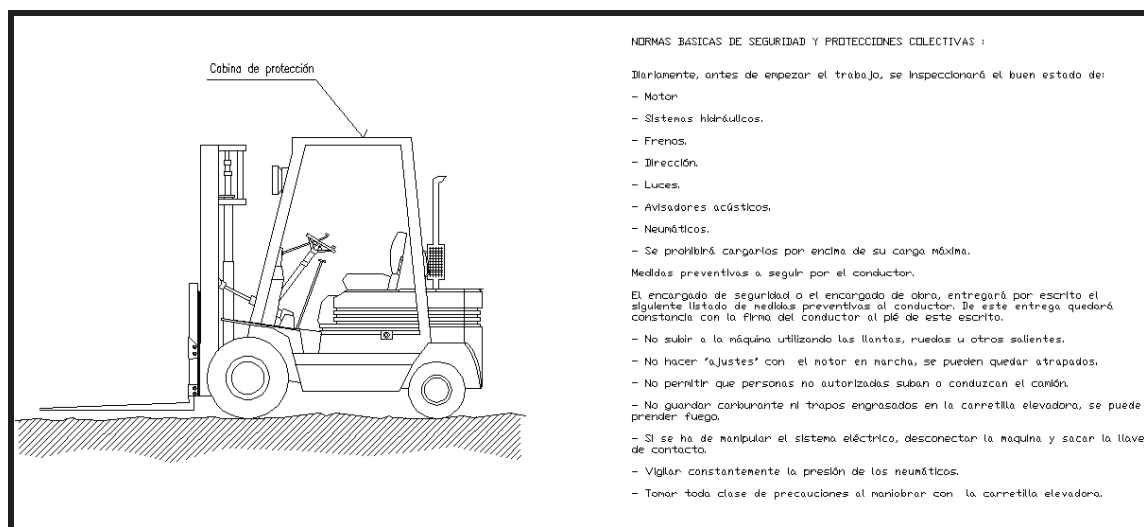 Cabina de protección
NORMAS BÁSICAS DE SEGURIDAD Y PROTECCIONES COLECTIVAS :
Diariamente, antes de empezar el trabajo, se inspeccionará el buen estado de:
- Motor
- Sistemas hidráulicos.
- Frenos.
- Dirección.
- Luces.
- Avisadores acústicos.
- Neumáticos.
- Se prohibirá cargarlos por encima de su carga máxima.
Medidas preventivas a seguir por el conductor.
El encargado de seguridad o el encargado de obra, entregará por escrito el
siguiente listado de medidas preventivas al conductor. De este entrega quedará
constancia con la firma del conductor al pié de este escrito.
- No subir a la máquina utilizando las llantas, ruedas u otros salientes.
- No hacer "ajustes" con  el motor en marcha, se pueden quedar atrapados.
- No permitir que personas no autorizadas suban o conduzcan el camión.
- No guardar carburante ni trapos engrasados en la carretilla elevadora, se puede
prender fuego.
- Si se ha de manipular el sistema eléctrico, desconectar la maquina y sacar la llave
de contacto.
- Vigilar constantemente la presión de los neumáticos.
- Tomar toda clase de precauciones al maniobrar con  la carretilla elevadora.